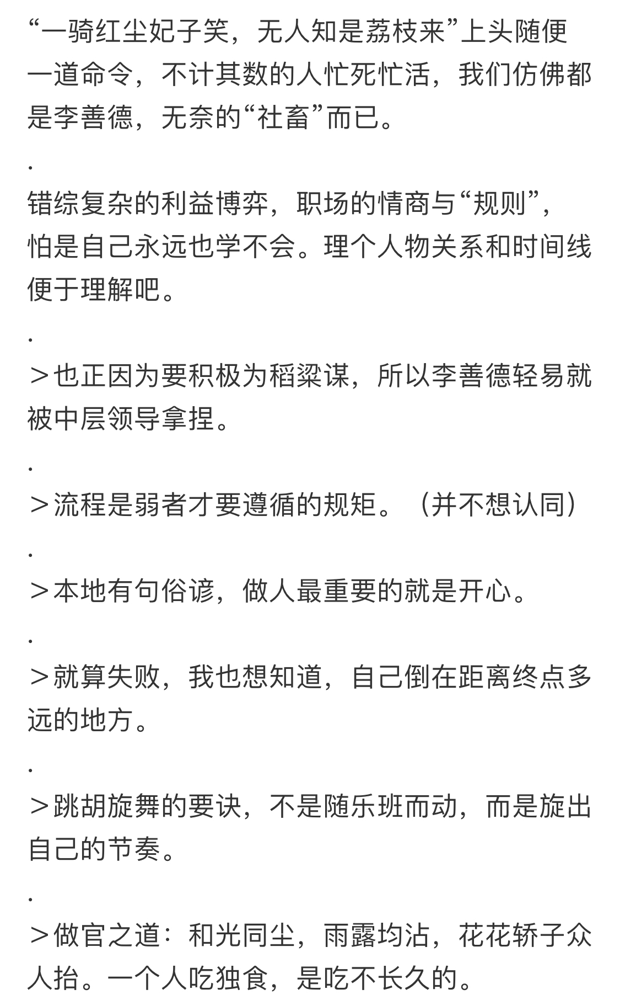 “一骑红尘妃子笑，无人知是荔枝来”上头随便
一道命令，不计其数的人忙死忙活，我们仿佛都
是李善德，无奈的“社畜”而已。
.
错综复杂的利益博弈，职场的情商与“规则”，
怕是自己永远也学不会。理个人物关系和时间线
便于理解吧。
.
>也正因为要积极为稻粱谋，所以李善德轻易就
被中层领导拿捏。
.
>流程是弱者才要遵循的规矩。（并不想认同）
.
>本地有句俗谚，做人最重要的就是开心。
.
>就算失败，我也想知道，自己倒在距离终点多
远的地方。
.
>跳胡旋舞的要诀，不是随乐班而动，而是旋出
自己的节奏。
.
>做官之道：和光同尘，雨露均沾，花花轿子众
人抬。一个人吃独食，是吃不长久的。